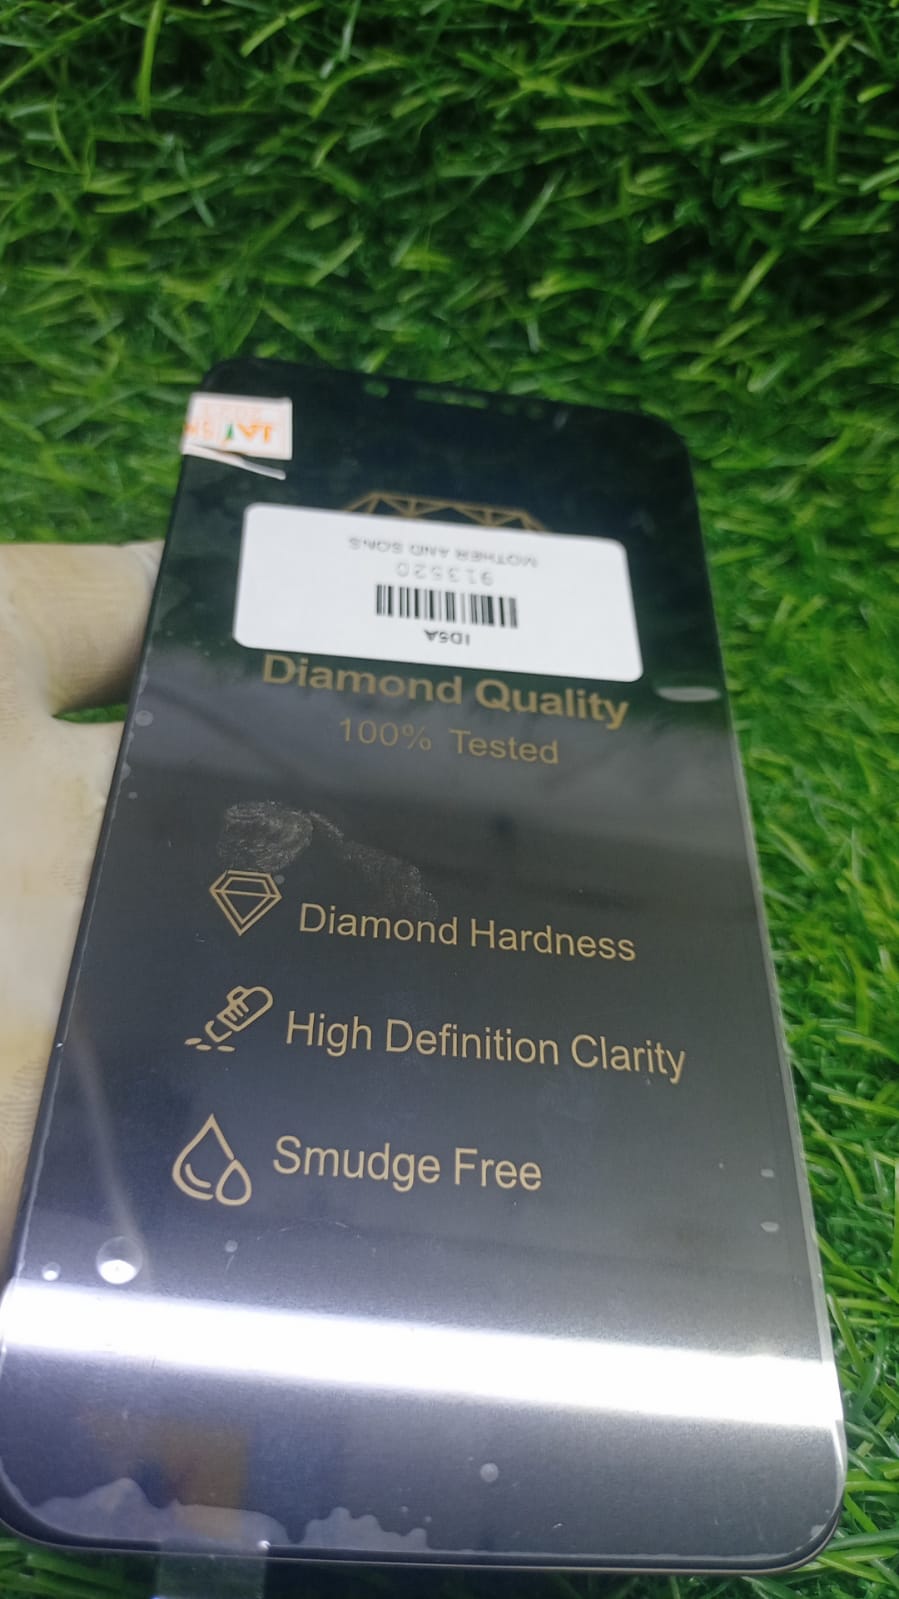 MOTHER AND SONS
913520
ID5A
Diamond Quality
100% Tested
Diamond Hardness
High Definition Clarity
Smudge Free